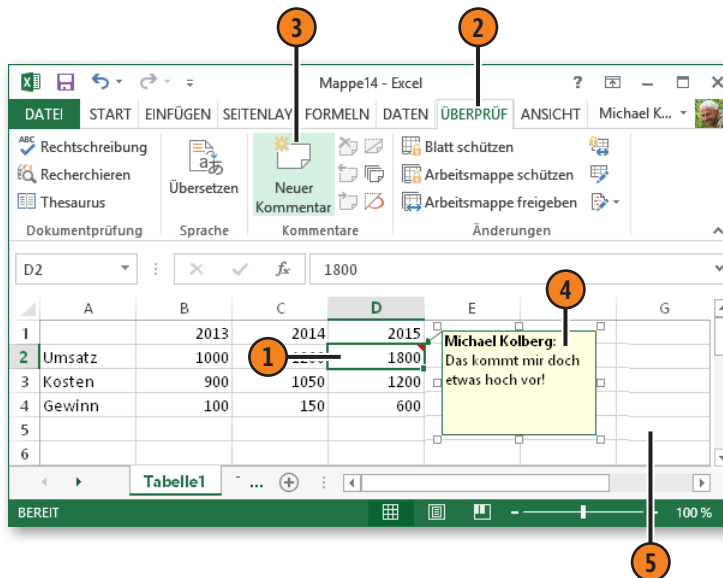 3
2
Mappe14 - Excel
DATEI START EINFÜGEN SEITENLAY FORMELN DATEN ÜBERPRÜF ANSICHT Michael K...
ABC Rechtschreibung
Recherchieren
Thesaurus
Dokumentprüfung
Übersetzen
Sprache
Neuer
Kommentar
Kommentare
Blatt schützen
Arbeitsmappe schützen
Arbeitsmappe freigeben
Änderungen
D2 fx 1800
4
A B C D E G
1 2013 2014 2015
2 Umsatz 1000 1 1800
3 Kosten 900 1050 1200
4 Gewinn 100 150 600
5
6
Michael Kolberg:
Das kommt mir doch
etwas hoch vor!
Tabelle1 ...
BEREIT 100 %
5